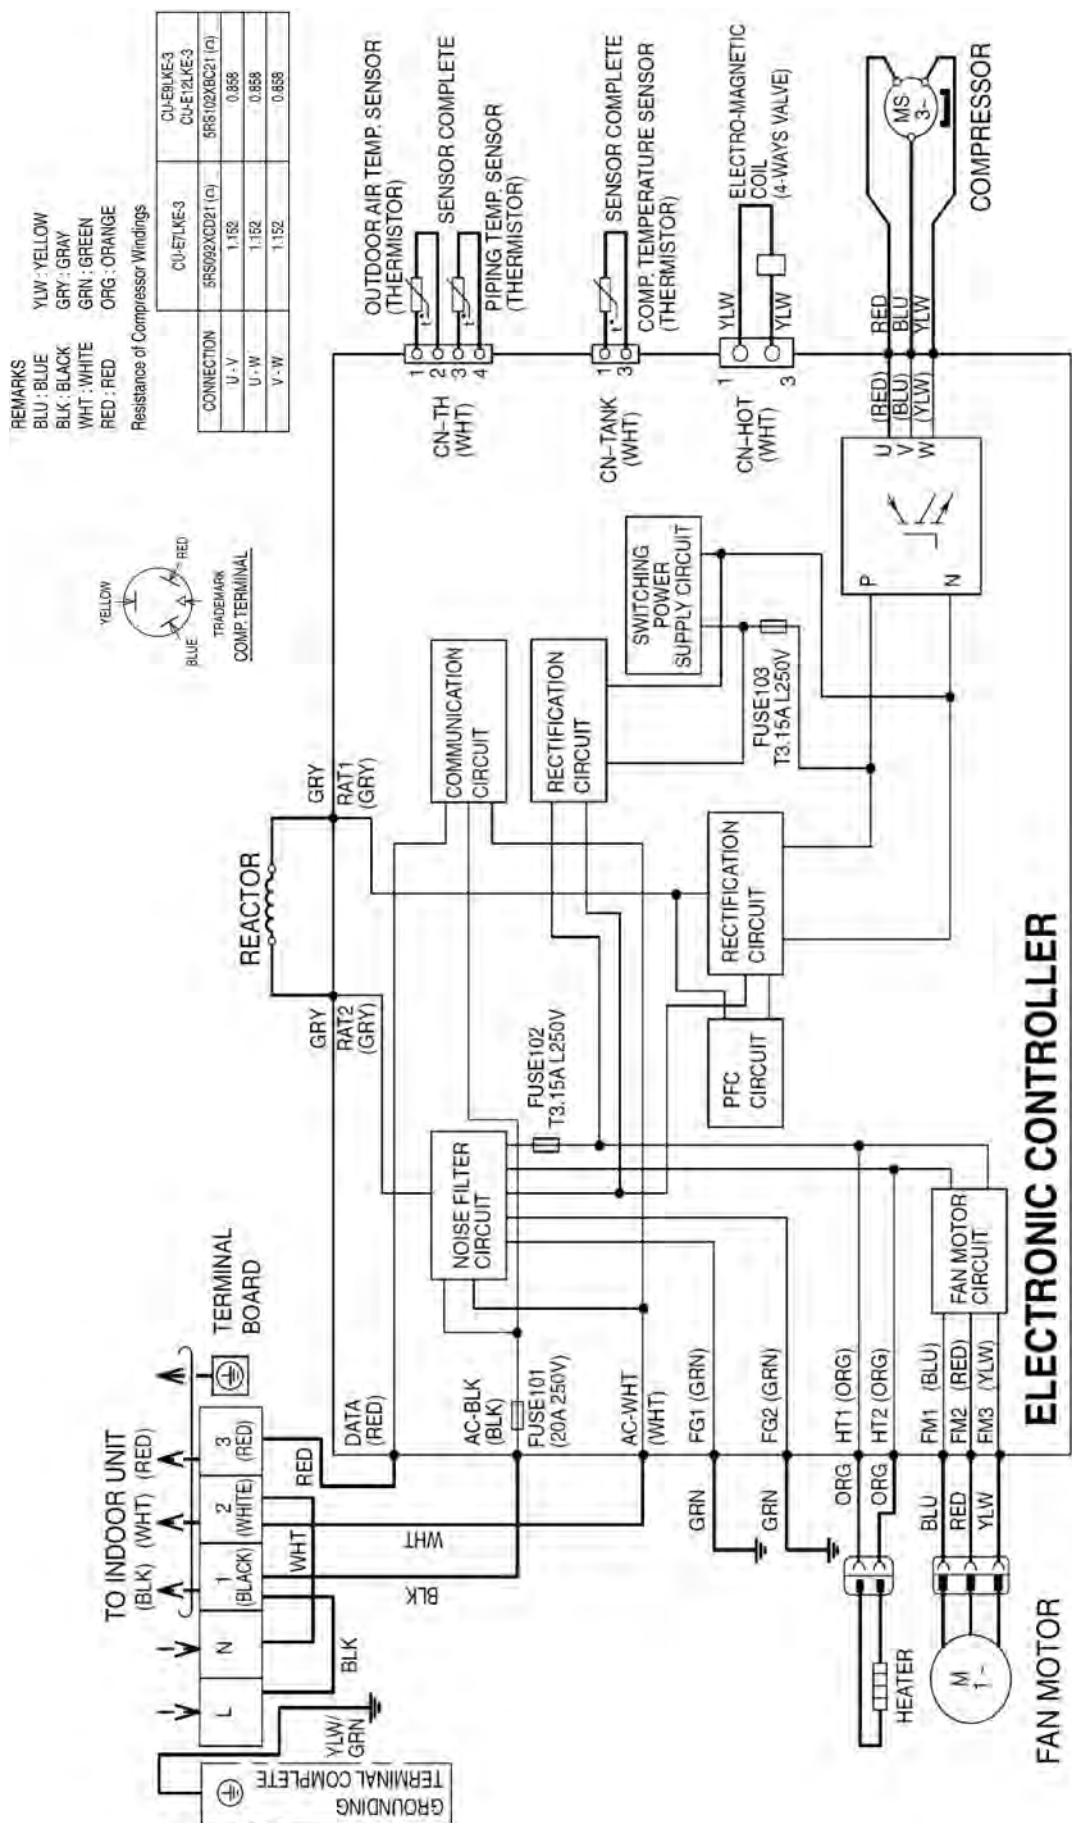 REMARKS
BLU : BLUE YLW : YELLOW
BLK : BLACK GRY : GRAY
WHT : WHITE GRN : GREEN
RED : RED ORG : ORANGE
Resistance of Compressor Windings
CONNECTION
CU-E7LKE-3
5RS092XCD21 (Ω)
CU-E9LKE-3
CU-E12LKE-3
5RS102XBC21 (Ω)
U - V 1.152 0.858
U - W 1.152 0.858
V - W 1.152 0.858
YELLOW
BLUE
RED
TRADEMARK
COMP. TERMINAL
TO INDOOR UNIT
(BLK) (WHT) (RED)
L
N
1
(BLACK)
2
(WHITE)
3
(RED)
TERMINAL
BOARD
GROUNDING
TERMINAL COMPLETE
YLW/
GRN
BLK
WHT
RED
BLK
WHT
REACTOR
GRY
RAT2
(GRY)
GRY
RAT1
(GRY)
OUTDOOR AIR TEMP. SENSOR
(THERMISTOR)
t°
SENSOR COMPLETE
t°
PIPING TEMP. SENSOR
(THERMISTOR)
1
2
3
4
CN-TH
(WHT)
t°
SENSOR COMPLETE
COMP. TEMPERATURE SENSOR
(THERMISTOR)
1
3
CN-TANK
(WHT)
YLW
YLW
ELECTRO-MAGNETIC
COIL
(4-WAYS VALVE)
1
3
CN-HOT
(WHT)
RED
BLU
YLW
(RED)
(BLU)
(YLW)
U
V
W
P
N
MS
3~
COMPRESSOR
DATA
(RED)
AC-BLK
(BLK)
FUSE101
(20A 250V)
AC-WHT
(WHT)
NOISE FILTER
CIRCUIT
FUSE102
T3.15A L250V
COMMUNICATION
CIRCUIT
RECTIFICATION
CIRCUIT
SWITCHING
POWER
SUPPLY CIRCUIT
FUSE103
T3.15A L250V
RECTIFICATION
CIRCUIT
PFC
CIRCUIT
GRN
FG1 (GRN)
GRN
FG2 (GRN)
ORG
HT1 (ORG)
ORG
HT2 (ORG)
HEATER
BLU
FM1 (BLU)
RED
FM2 (RED)
YLW
FM3 (YLW)
FAN MOTOR
CIRCUIT
M
1~
FAN MOTOR
ELECTRONIC CONTROLLER